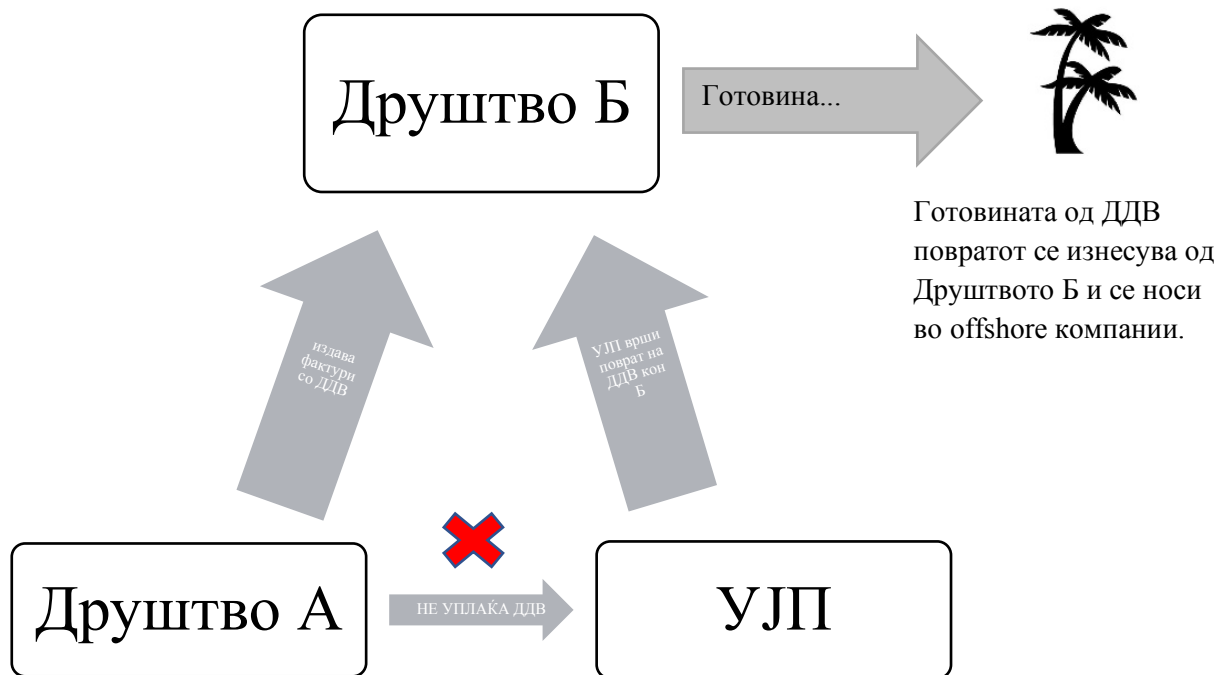 Друштво Б
Готовина...
Готовината од ДДВ
повратот се изнесува од
Друштвото Б и се носи
во offshore компании.
издава
фактури
со ДДВ
УЈП врши
поврат на
ДДВ кон
Б
Друштво А
НЕ УПЛАЌА ДДВ
УЈП